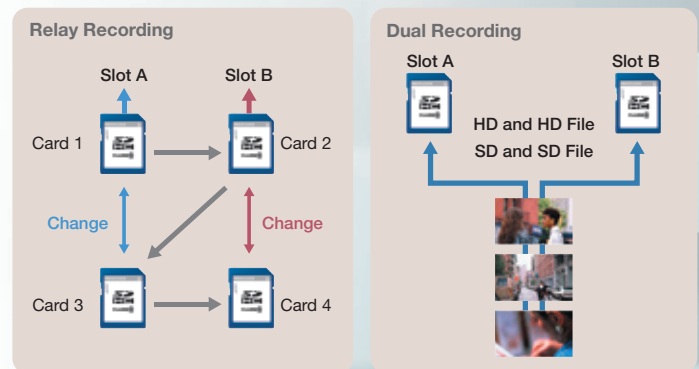 Relay Recording
Slot A
Slot B
Card 1
Card 2
Change
Change
Card 3
Card 4
Dual Recording
Slot A
Slot B
HD and HD File
SD and SD File